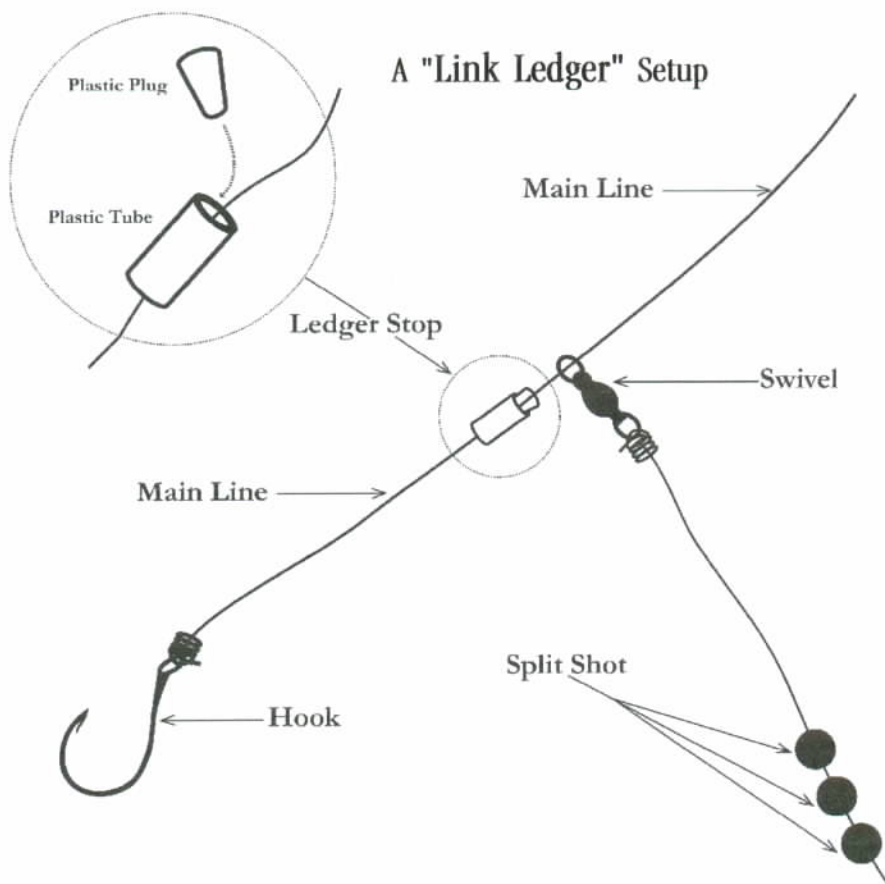 A "Link Ledger" Setup
Plastic Plug
Main Line
Plastic Tube
Ledger Stop
Swivel
Main Line
Split Shot
Hook